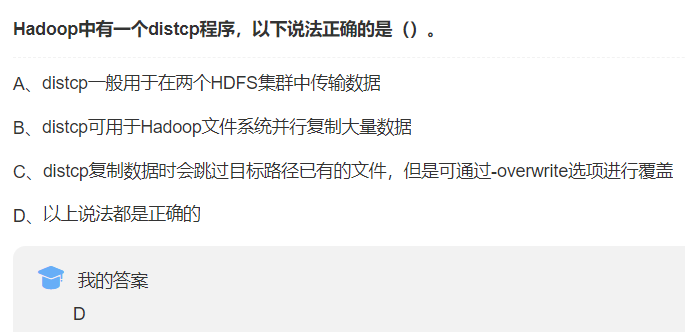 Hadoop中有一个distcp程序，以下说法正确的是（）。
A、distcp一般用于在两个HDFS集群中传输数据
B、distcp可用于Hadoop文件系统并行复制大量数据
C、distcp复制数据时会跳过目标路径已有的文件，但是可通过-overwrite选项进行覆盖
D、以上说法都是正确的
我的答案
D